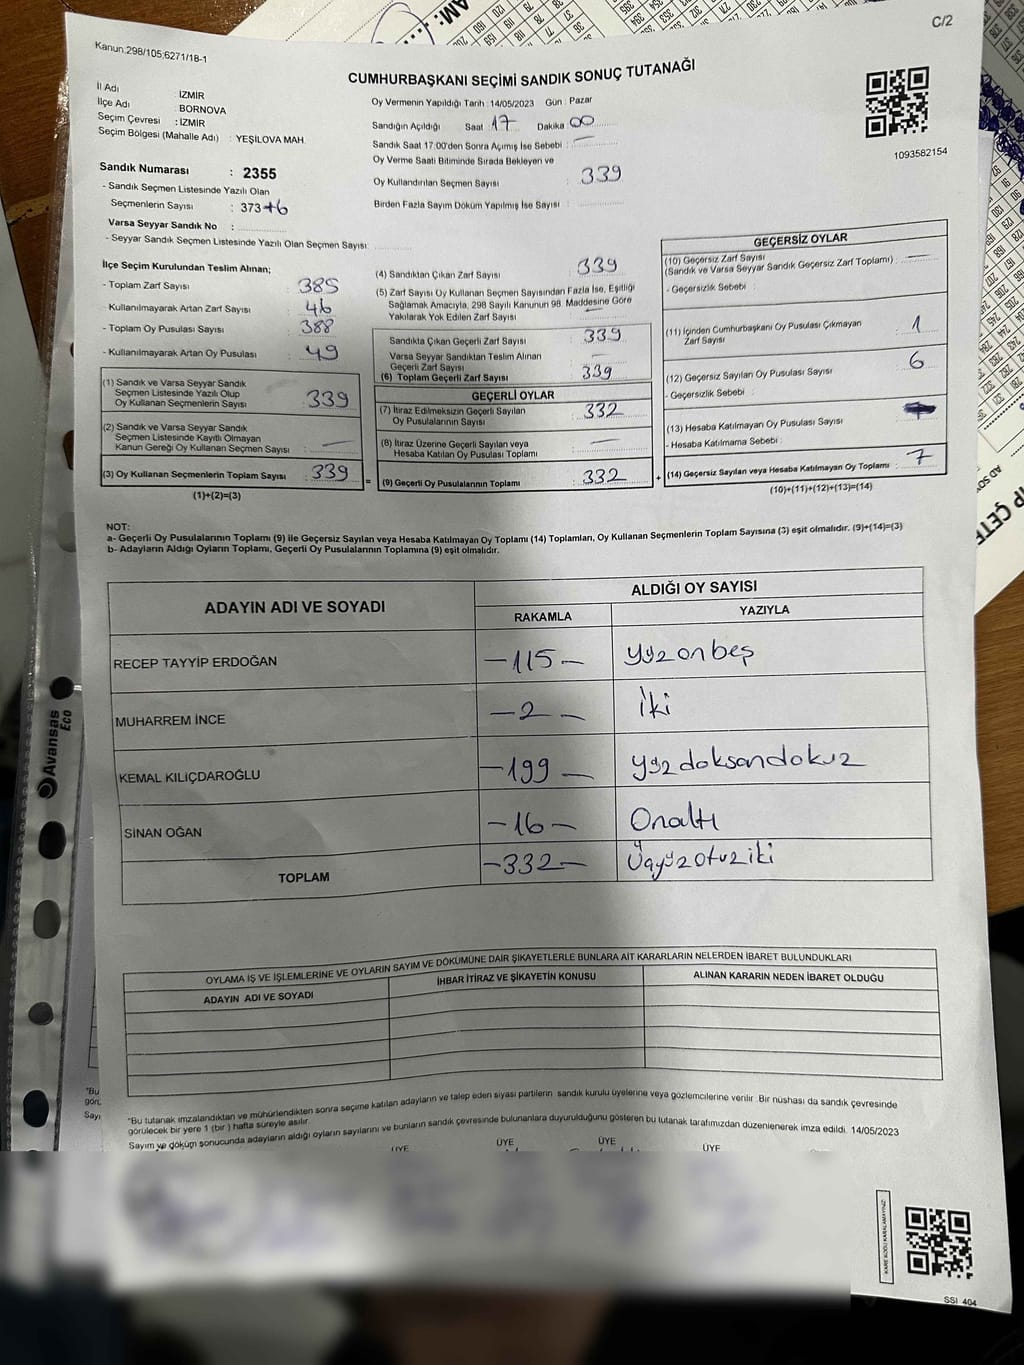 C/2
Kanun.298/105,6271/18-1
CUMHURBAŞKANI SEÇİMİ SANDIK SONUÇ TUTANAĞI
İl Adı : İZMİR
İlçe Adı : BORNOVA
Seçim Çevresi : İZMİR
Seçim Bölgesi (Mahalle Adı) : YEŞİLOVA MAH.
Oy Vermenin Yapıldığı Tarih : 14/05/2023 Gün : Pazar
Sandığın Açıldığı Saat 17 Dakika 00
Sandık Saat 17:00'den Sonra Açımış İse Sebebi : —
Oy Verme Saati Bitiminde Sırada Bekleyen ve
Oy Kullandırılan Seçmen Sayısı : 339
Birden Fazla Sayım Döküm Yapılmış İse Sayısı :
1093582154
Sandık Numarası : 2355
- Sandık Seçmen Listesinde Yazılı Olan
Seçmenlerin Sayısı : 373+6
Varsa Seyyar Sandık No :
- Seyyar Sandık Seçmen Listesinde Yazılı Olan Seçmen Sayısı:
İlçe Seçim Kurulundan Teslim Alınan;
- Toplam Zarf Sayısı : 385
- Kullanılmayarak Artan Zarf Sayısı : 46
- Toplam Oy Pusulası Sayısı : 388
- Kullanılmayarak Artan Oy Pusulası : 49
(1) Sandık ve Varsa Seyyar Sandık
Seçmen Listesinde Yazılı Olup
Oy Kullanan Seçmenlerin Sayısı : 339
(2) Sandık ve Varsa Seyyar Sandık
Seçmen Listesinde Kayıtlı Olmayan
Kanun Gereği Oy Kullanan Seçmen Sayısı : —
(3) Oy Kullanan Seçmenlerin Toplam Sayısı : 339
(1)+(2)=(3)
(4) Sandıktan Çıkan Zarf Sayısı : 339
(5) Zarf Sayısı Oy Kullanan Seçmen Sayısından Fazla İse, Eşitliği
Sağlamak Amacıyla, 298 Sayılı Kanunun 98. Maddesine Göre
Yakılarak Yok Edilen Zarf Sayısı : —
Sandıkta Çıkan Geçerli Zarf Sayısı : 339
Varsa Seyyar Sandıktan Teslim Alınan
Geçerli Zarf Sayısı : —
(6) Toplam Geçerli Zarf Sayısı : 339
GEÇERLİ OYLAR
(7) İtiraz Edilmeksizin Geçerli Sayılan
Oy Pusulasının Sayısı : 332
(8) İtiraz Üzerine Geçerli Sayılan veya
Hesaba Katılan Oy Pusulası Toplamı : —
= (9) Geçerli Oy Pusulalarının Toplamı : 332 +
GEÇERSİZ OYLAR
(10) Geçersiz Zarf Sayısı
(Sandık ve Varsa Seyyar Sandık Geçersiz Zarf Toplamı) : —
- Geçersizlik Sebebi :
(11) İçinden Cumhurbaşkanı Oy Pusulası Çıkmayan
Zarf Sayısı : 1
(12) Geçersiz Sayılan Oy Pusulası Sayısı : 6
- Geçersizlik Sebebi :
(13) Hesaba Katılmayan Oy Pusulası Sayısı :
- Hesaba Katılmama Sebebi :
(14) Geçersiz Sayılan veya Hesaba Katılmayan Oy Toplamı : 7
(10)+(11)+(12)+(13)=(14)
NOT:
a- Geçerli Oy Pusulalarının Toplamı (9) ile Geçersiz Sayılan veya Hesaba Katılmayan Oy Toplamı (14) Toplamları, Oy Kullanan Seçmenlerin Toplam Sayısına (3) eşit olmalıdır. (9)+(14)=(3)
b- Adayların Aldığı Oyların Toplamı, Geçerli Oy Pusulalarının Toplamına (9) eşit olmalıdır.
ADAYIN ADI VE SOYADI
ALDIĞI OY SAYISI
RAKAMLA YAZIYLA
RECEP TAYYİP ERDOĞAN -115- yüzonbeş
MUHARREM İNCE -2- İki
KEMAL KILIÇDAROĞLU -199- yüzdoksandokuz
SİNAN OĞAN -16- Onaltı
TOPLAM -332- Üçyüzotuziki
OYLAMA İŞ VE İŞLEMLERİNE VE OYLARIN SAYIM VE DÖKÜMÜNE DAİR ŞİKAYETLERLE BUNLARA AİT KARARLARIN NELERDEN İBARET BULUNDUKLARI
ADAYIN ADI VE SOYADI İHBAR İTİRAZ VE ŞİKAYETİN KONUSU ALINAN KARARIN NEDEN İBARET OLDUĞU
"Bu tutanak imzalandıktan ve mühürlendikten sonra seçime katılan adayların ve talep eden siyasi partilerin sandık kurulu üyelerine veya gözlemcilerine verilir. Bir nüshası da sandık çevresinde
görülecek bir yere 1 (bir) hafta süreyle asılır.
Sayım ve döküm sonucunda adayların aldığı oyların sayılarını ve bunların sandık çevresinde bulunanlara duyurulduğunu gösteren bu tutanak tarafımızdan düzenlenerek imza edildi. 14/05/2023
ÜYE ÜYE ÜYE ÜYE
KARE KODU KARALAMAYINIZ!
SSI 404
Avansas
Eco